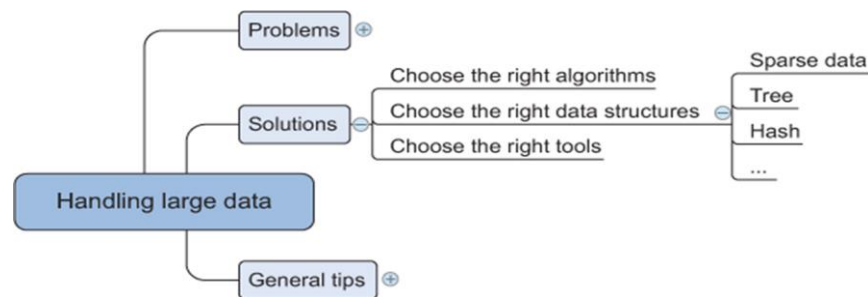 Problems
Sparse data
Choose the right algorithms
Tree
Solutions
Choose the right data structures
Hash
Choose the right tools
...
Handling large data
General tips